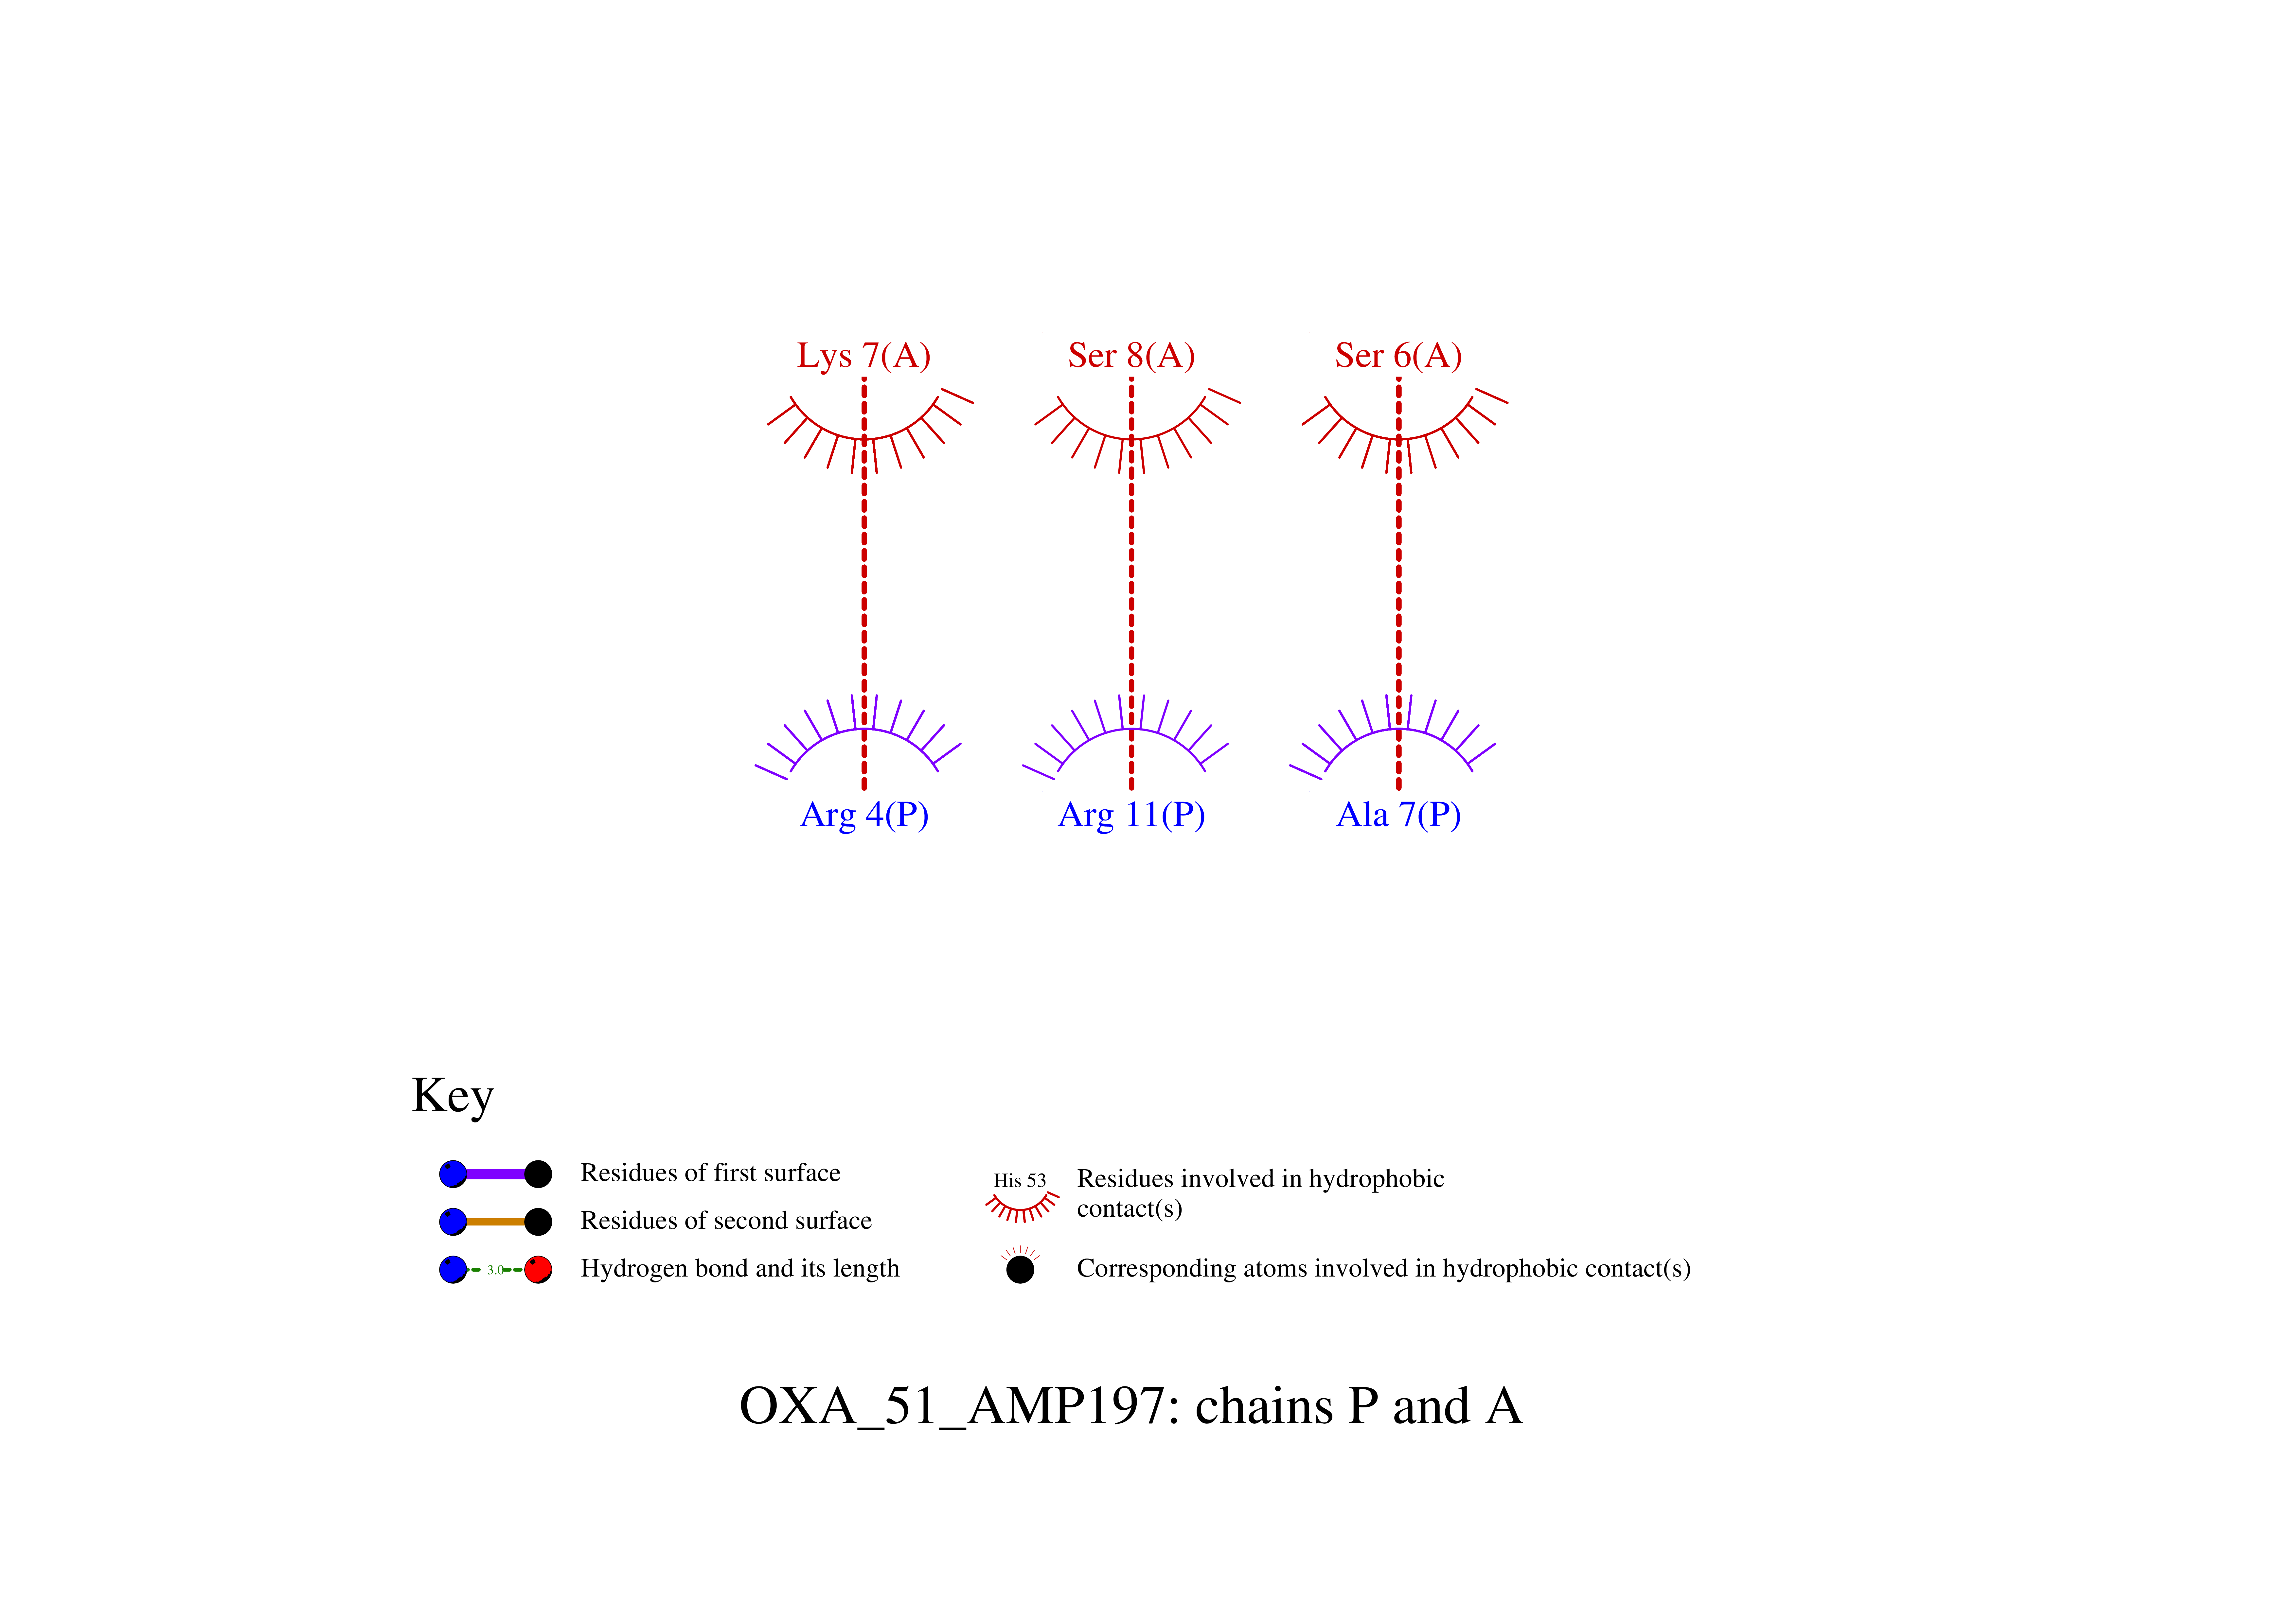 Lys 7(A) Ser 8(A) Ser 6(A)
Arg 4(P) Arg 11(P) Ala 7(P)
Key
Residues of first surface
Residues of second surface
3.0 Hydrogen bond and its length
His 53 Residues involved in hydrophobic
contact(s)
Corresponding atoms involved in hydrophobic contact(s)
OXA_51_AMP197: chains P and A